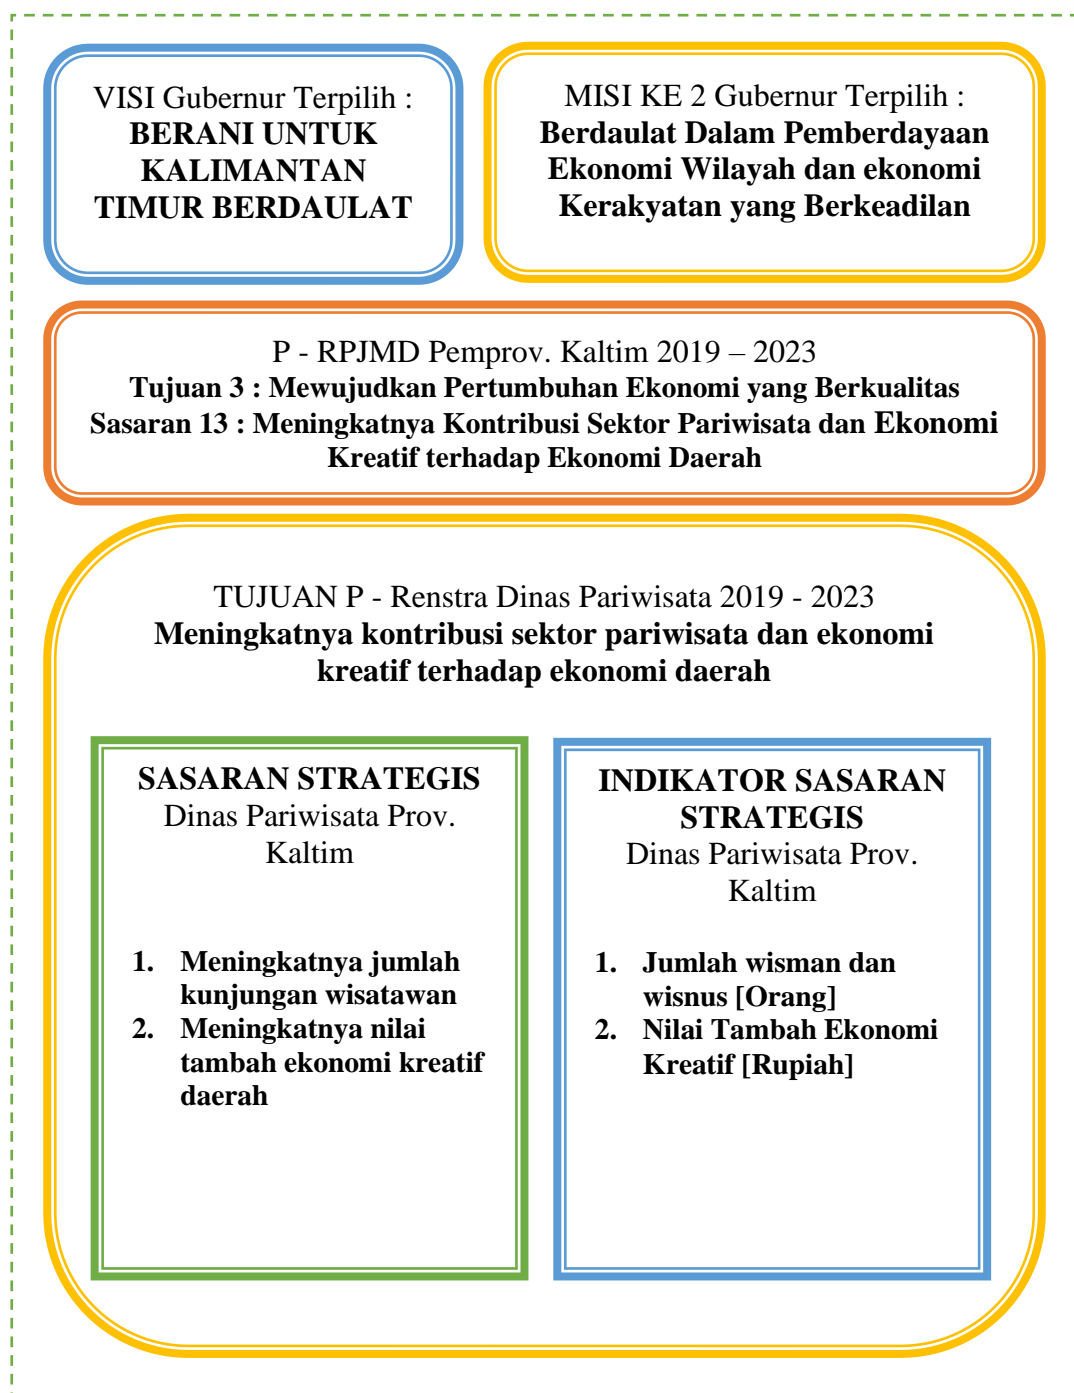 VISI Gubernur Terpilih :
BERANI UNTUK
KALIMANTAN
TIMUR BERDAULAT
MISI KE 2 Gubernur Terpilih :
Berdaulat Dalam Pemberdayaan
Ekonomi Wilayah dan ekonomi
Kerakyatan yang Berkeadilan
P - RPJMD Pemprov. Kaltim 2019 – 2023
Tujuan 3 : Mewujudkan Pertumbuhan Ekonomi yang Berkualitas
Sasaran 13 : Meningkatnya Kontribusi Sektor Pariwisata dan Ekonomi
Kreatif terhadap Ekonomi Daerah
TUJUAN P - Renstra Dinas Pariwisata 2019 - 2023
Meningkatnya kontribusi sektor pariwisata dan ekonomi
kreatif terhadap ekonomi daerah
SASARAN STRATEGIS
Dinas Pariwisata Prov.
Kaltim
1. Meningkatnya jumlah
kunjungan wisatawan
2. Meningkatnya nilai
tambah ekonomi kreatif
daerah
INDIKATOR SASARAN
STRATEGIS
Dinas Pariwisata Prov.
Kaltim
1. Jumlah wisman dan
wisnus [Orang]
2. Nilai Tambah Ekonomi
Kreatif [Rupiah]